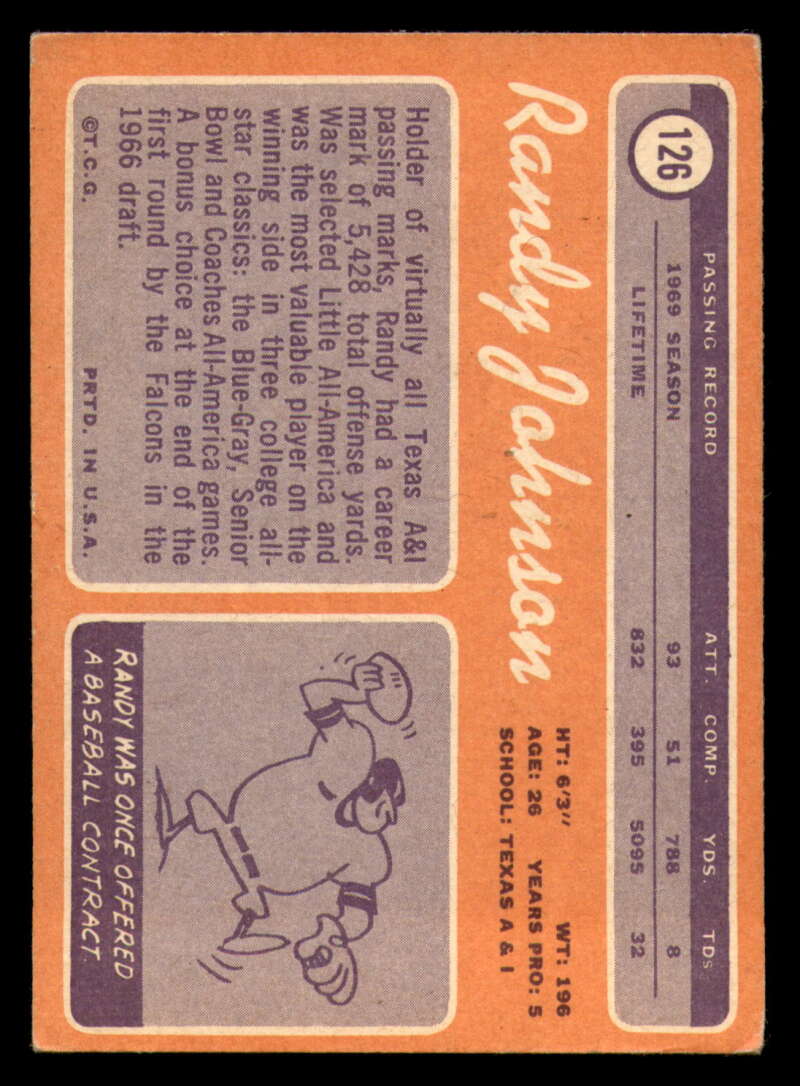 126
PASSING RECORD ATT. COMP. YDS. TDs
1969 SEASON 93 51 788 8
LIFETIME 832 395 5095 32
Randy Johnson
HT: 6'3" WT: 196
AGE: 26 YEARS PRO: 5
SCHOOL: TEXAS A & I
Holder of virtually all Texas A&I
passing marks, Randy had a career
mark of 5,428 total offense yards.
Was selected Little All-America and
was the most valuable player on the
winning side in three college all-
star classics: the Blue-Gray, Senior
Bowl and Coaches All-America games.
A bonus choice at the end of the
first round by the Falcons in the
1966 draft.
©T.C.G. PRTD. IN U.S.A.
RANDY WAS ONCE OFFERED
A BASEBALL CONTRACT